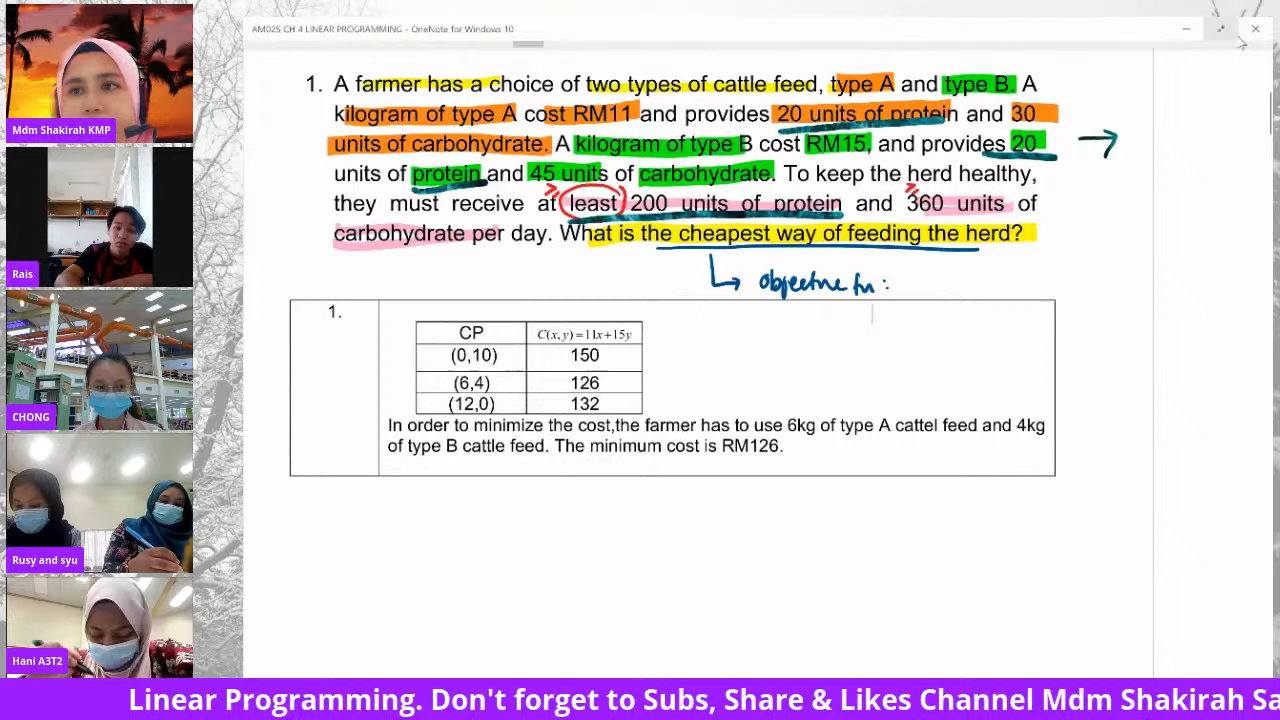 AM025 CH 4 LINEAR PROGRAMMING - OneNote for Windows 10
Mdm Shakirah KMP
Rais
CHONG
Rusy and syu
Hani A3T2
1. A farmer has a choice of two types of cattle feed, type A and type B. A
kilogram of type A cost RM11 and provides 20 units of protein and 30
units of carbohydrate. A kilogram of type B cost RM15, and provides 20
units of protein and 45 units of carbohydrate. To keep the herd healthy,
they must receive at least 200 units of protein and 360 units of
carbohydrate per day. What is the cheapest way of feeding the herd?
objective fn :
1.
CP C(x, y) = 11x + 15y
(0,10) 150
(6,4) 126
(12,0) 132
In order to minimize the cost,the farmer has to use 6kg of type A cattel feed and 4kg
of type B cattle feed. The minimum cost is RM126.
Linear Programming. Don't forget to Subs, Share & Likes Channel Mdm Shakirah Sa